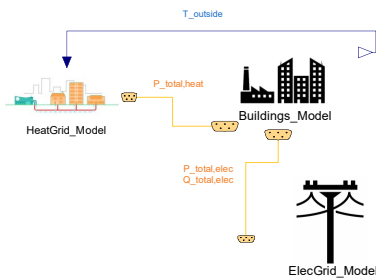 T_outside
P_total,heat
HeatGrid_Model
Buildings_Model
P_total,elec
Q_total,elec
ElecGrid_Model